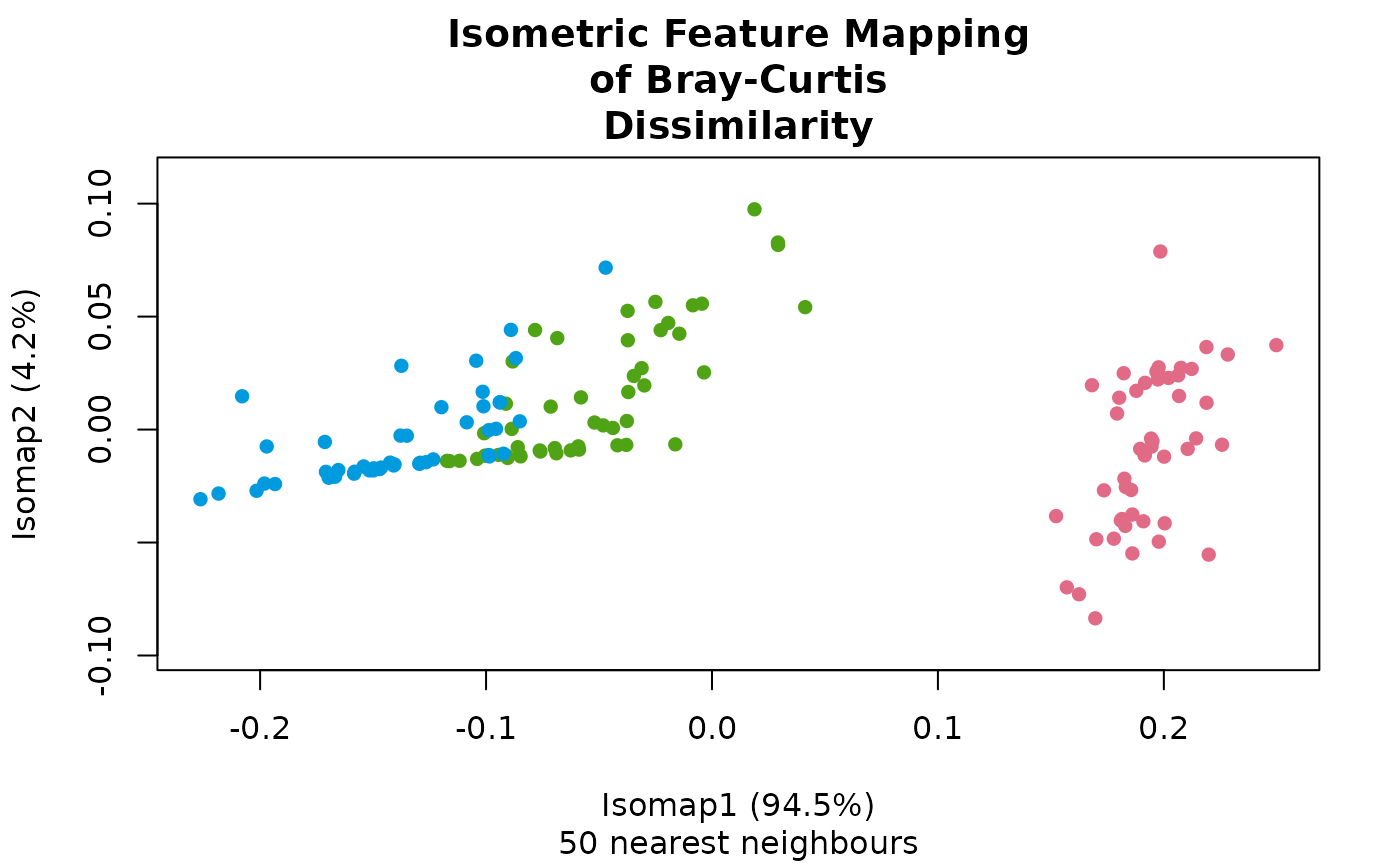 Isometric Feature Mapping
of Bray-Curtis
Dissimilarity
Isomap2 (4.2%)
0.10
0.05
0.00
-0.10
-0.2 -0.1 0.0 0.1 0.2
Isomap1 (94.5%)
50 nearest neighbours